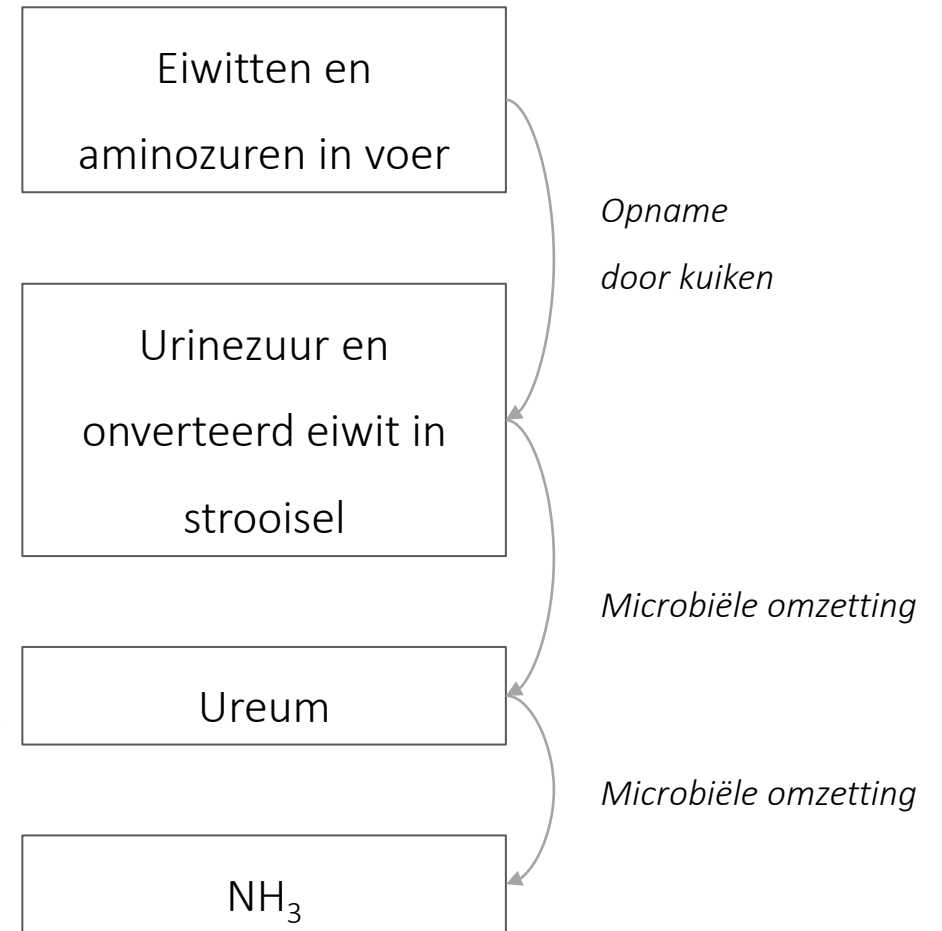 Eiwitten en
aminozuren in voer
Opname
door kuiken
Urinezuur en
onverteerd eiwit in
strooisel
Microbiële omzetting
Ureum
Microbiële omzetting
NH₃